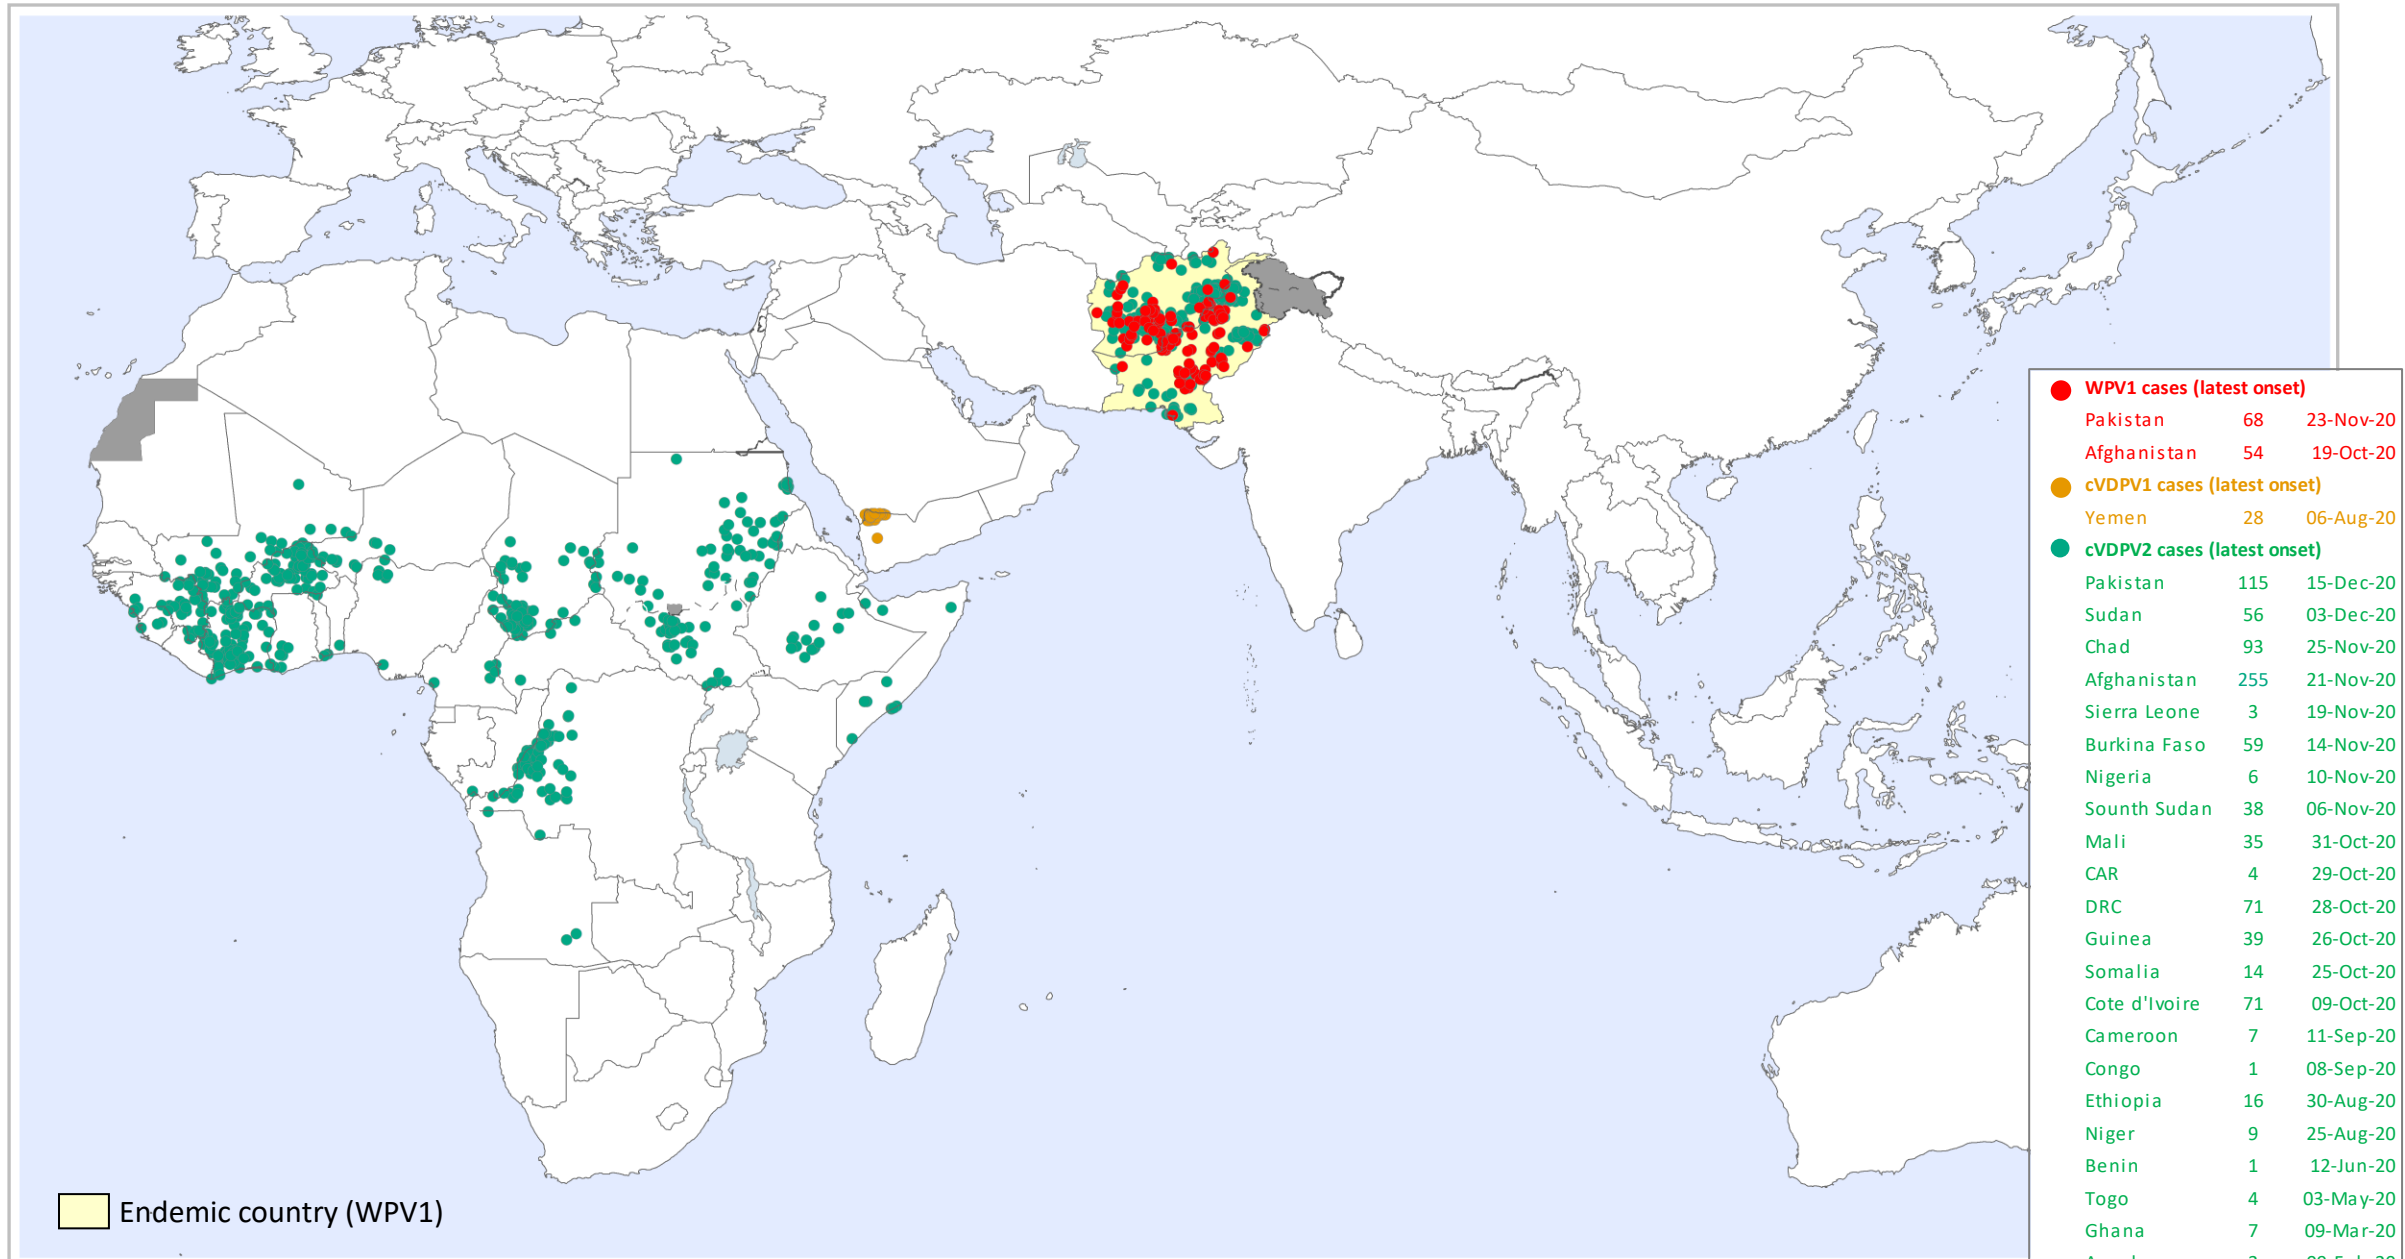 WPV1 cases (latest onset)
Pakistan 68 23-Nov-20
Afghanistan 54 19-Oct-20
cVDPV1 cases (latest onset)
Yemen 28 06-Aug-20
cVDPV2 cases (latest onset)
Pakistan 115 15-Dec-20
Sudan 56 03-Dec-20
Chad 93 25-Nov-20
Afghanistan 255 21-Nov-20
Sierra Leone 3 19-Nov-20
Burkina Faso 59 14-Nov-20
Nigeria 6 10-Nov-20
Sounth Sudan 38 06-Nov-20
Mali 35 31-Oct-20
CAR 4 29-Oct-20
DRC 71 28-Oct-20
Guinea 39 26-Oct-20
Somalia 14 25-Oct-20
Cote d'Ivoire 71 09-Oct-20
Cameroon 7 11-Sep-20
Congo 1 08-Sep-20
Ethiopia 16 30-Aug-20
Niger 9 25-Aug-20
Benin 1 12-Jun-20
Togo 4 03-May-20
Ghana 7 09-Mar-20
Endemic country (WPV1)